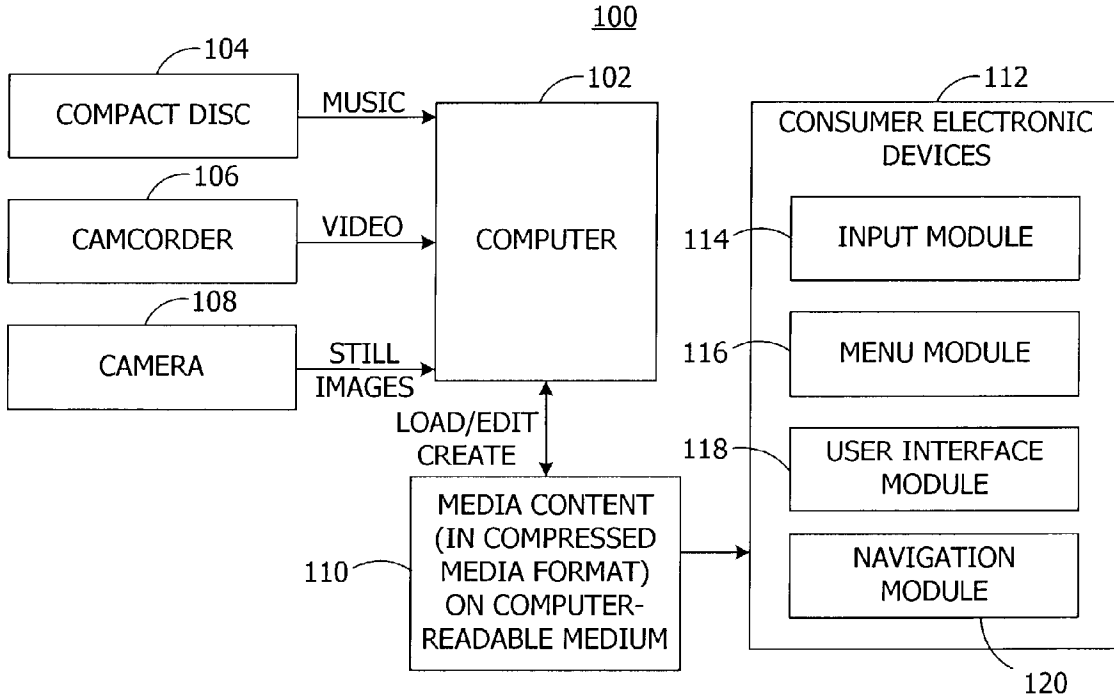 100
104
COMPACT DISC
MUSIC
106
CAMCORDER
VIDEO
108
CAMERA
STILL
IMAGES
102
COMPUTER
LOAD/EDIT
CREATE
110
MEDIA CONTENT
(IN COMPRESSED
MEDIA FORMAT)
ON COMPUTER-
READABLE MEDIUM
112
CONSUMER ELECTRONIC
DEVICES
114
INPUT MODULE
116
MENU MODULE
118
USER INTERFACE
MODULE
NAVIGATION
MODULE
120